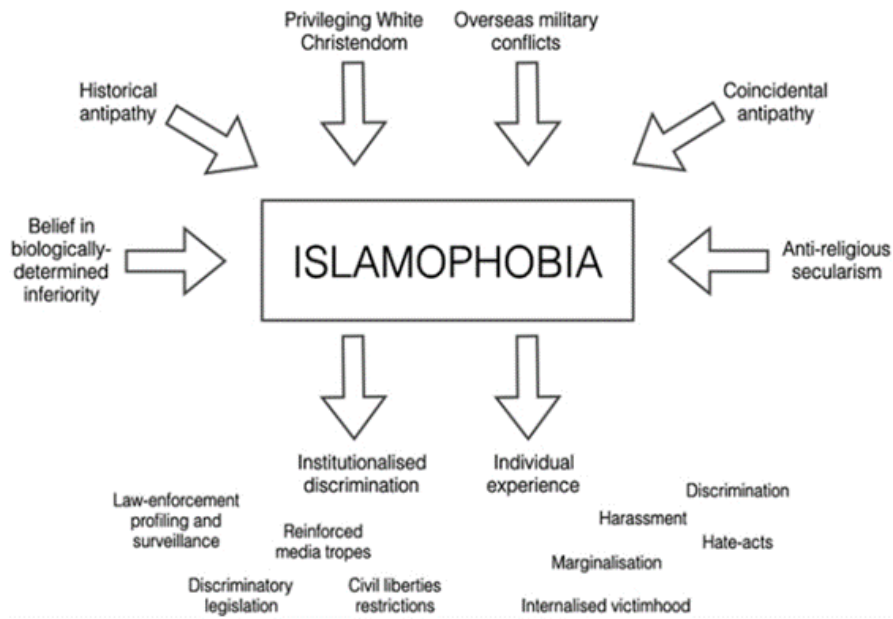 Privileging White
Christendom
Overseas military
conflicts
Historical
antipathy
Coincidental
antipathy
Belief in
biologically-
determined
inferiority
ISLAMOPHOBIA
Anti-religious
secularism
Institutionalised
discrimination
Individual
experience
Law-enforcement
profiling and
surveillance
Reinforced
media tropes
Discriminatory
legislation
Civil liberties
restrictions
Discrimination
Harassment
Hate-acts
Marginalisation
Internalised victimhood